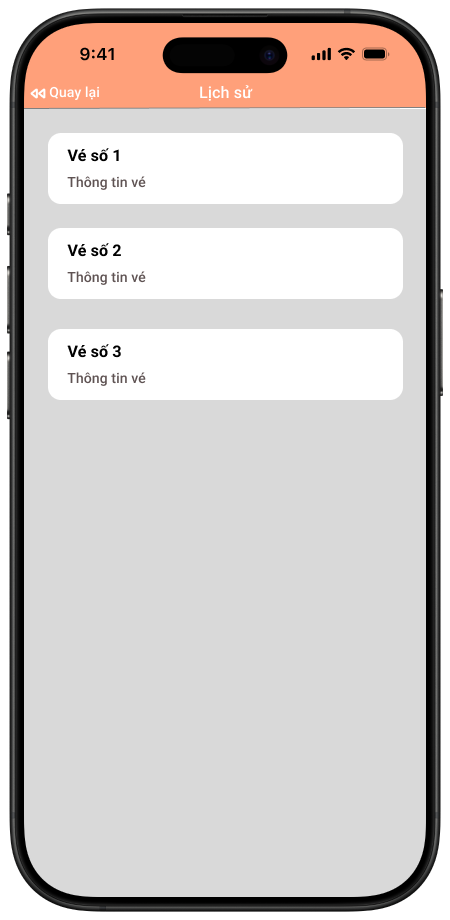 9:41
Quay lại
Lịch sử
Vé số 1
Thông tin vé
Vé số 2
Thông tin vé
Vé số 3
Thông tin vé